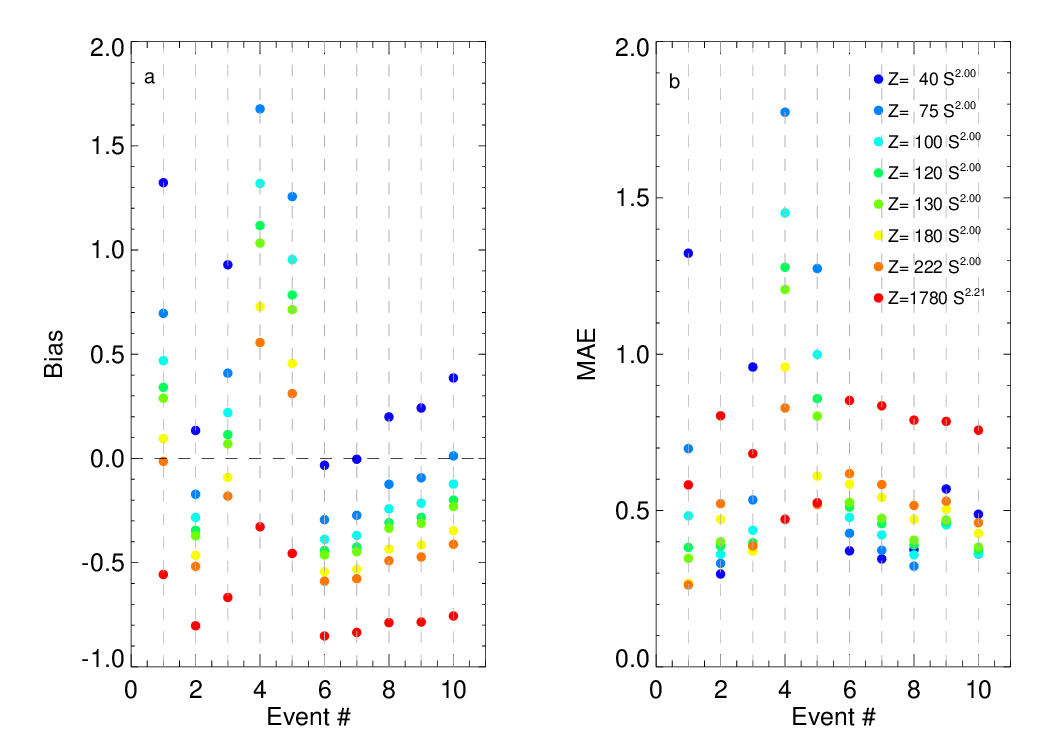 a
2.0
1.5
1.0
0.5
0.0
-0.5
-1.0
Bias
0 2 4 6 8 10
Event #
b
2.0
1.5
1.0
0.5
0.0
MAE
0 2 4 6 8 10
Event #
Z= 40 S2.00
Z= 75 S2.00
Z= 100 S2.00
Z= 120 S2.00
Z= 130 S2.00
Z= 180 S2.00
Z= 222 S2.00
Z=1780 S2.21